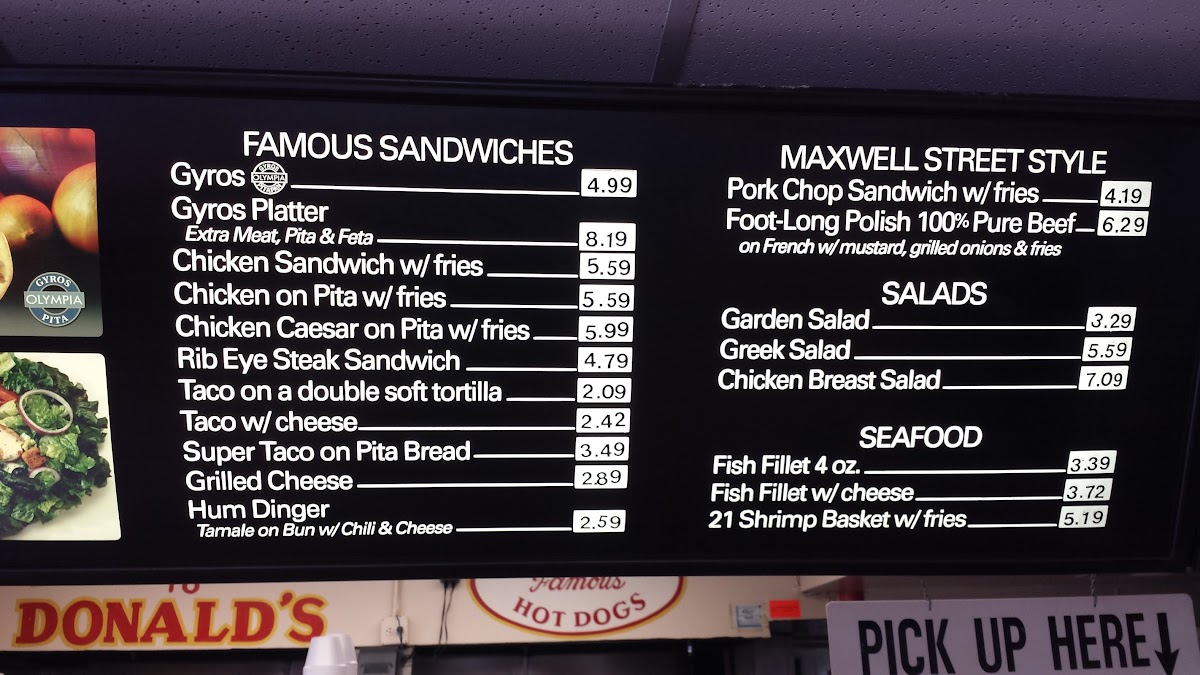 FAMOUS SANDWICHES
Gyros GYROS OLYMPIA PITA 4.99
Gyros Platter
Extra Meat, Pita & Feta 8.19
Chicken Sandwich w/ fries 5.59
Chicken on Pita w/ fries 5.59
Chicken Caesar on Pita w/ fries 5.99
Rib Eye Steak Sandwich 4.79
Taco on a double soft tortilla 2.09
Taco w/ cheese 2.42
Super Taco on Pita Bread 3.49
Grilled Cheese 2.89
Hum Dinger
Tamale on Bun w/ Chili & Cheese 2.59
MAXWELL STREET STYLE
Pork Chop Sandwich w/ fries 4.19
Foot-Long Polish 100% Pure Beef 6.29
on French w/ mustard, grilled onions & fries
SALADS
Garden Salad 3.29
Greek Salad 5.59
Chicken Breast Salad 7.09
SEAFOOD
Fish Fillet 4 oz. 3.39
Fish Fillet w/ cheese 3.72
21 Shrimp Basket w/ fries 5.19
GYROS
OLYMPIA
PITA
TO
DONALD'S
Famous
HOT DOGS
PICK UP HERE